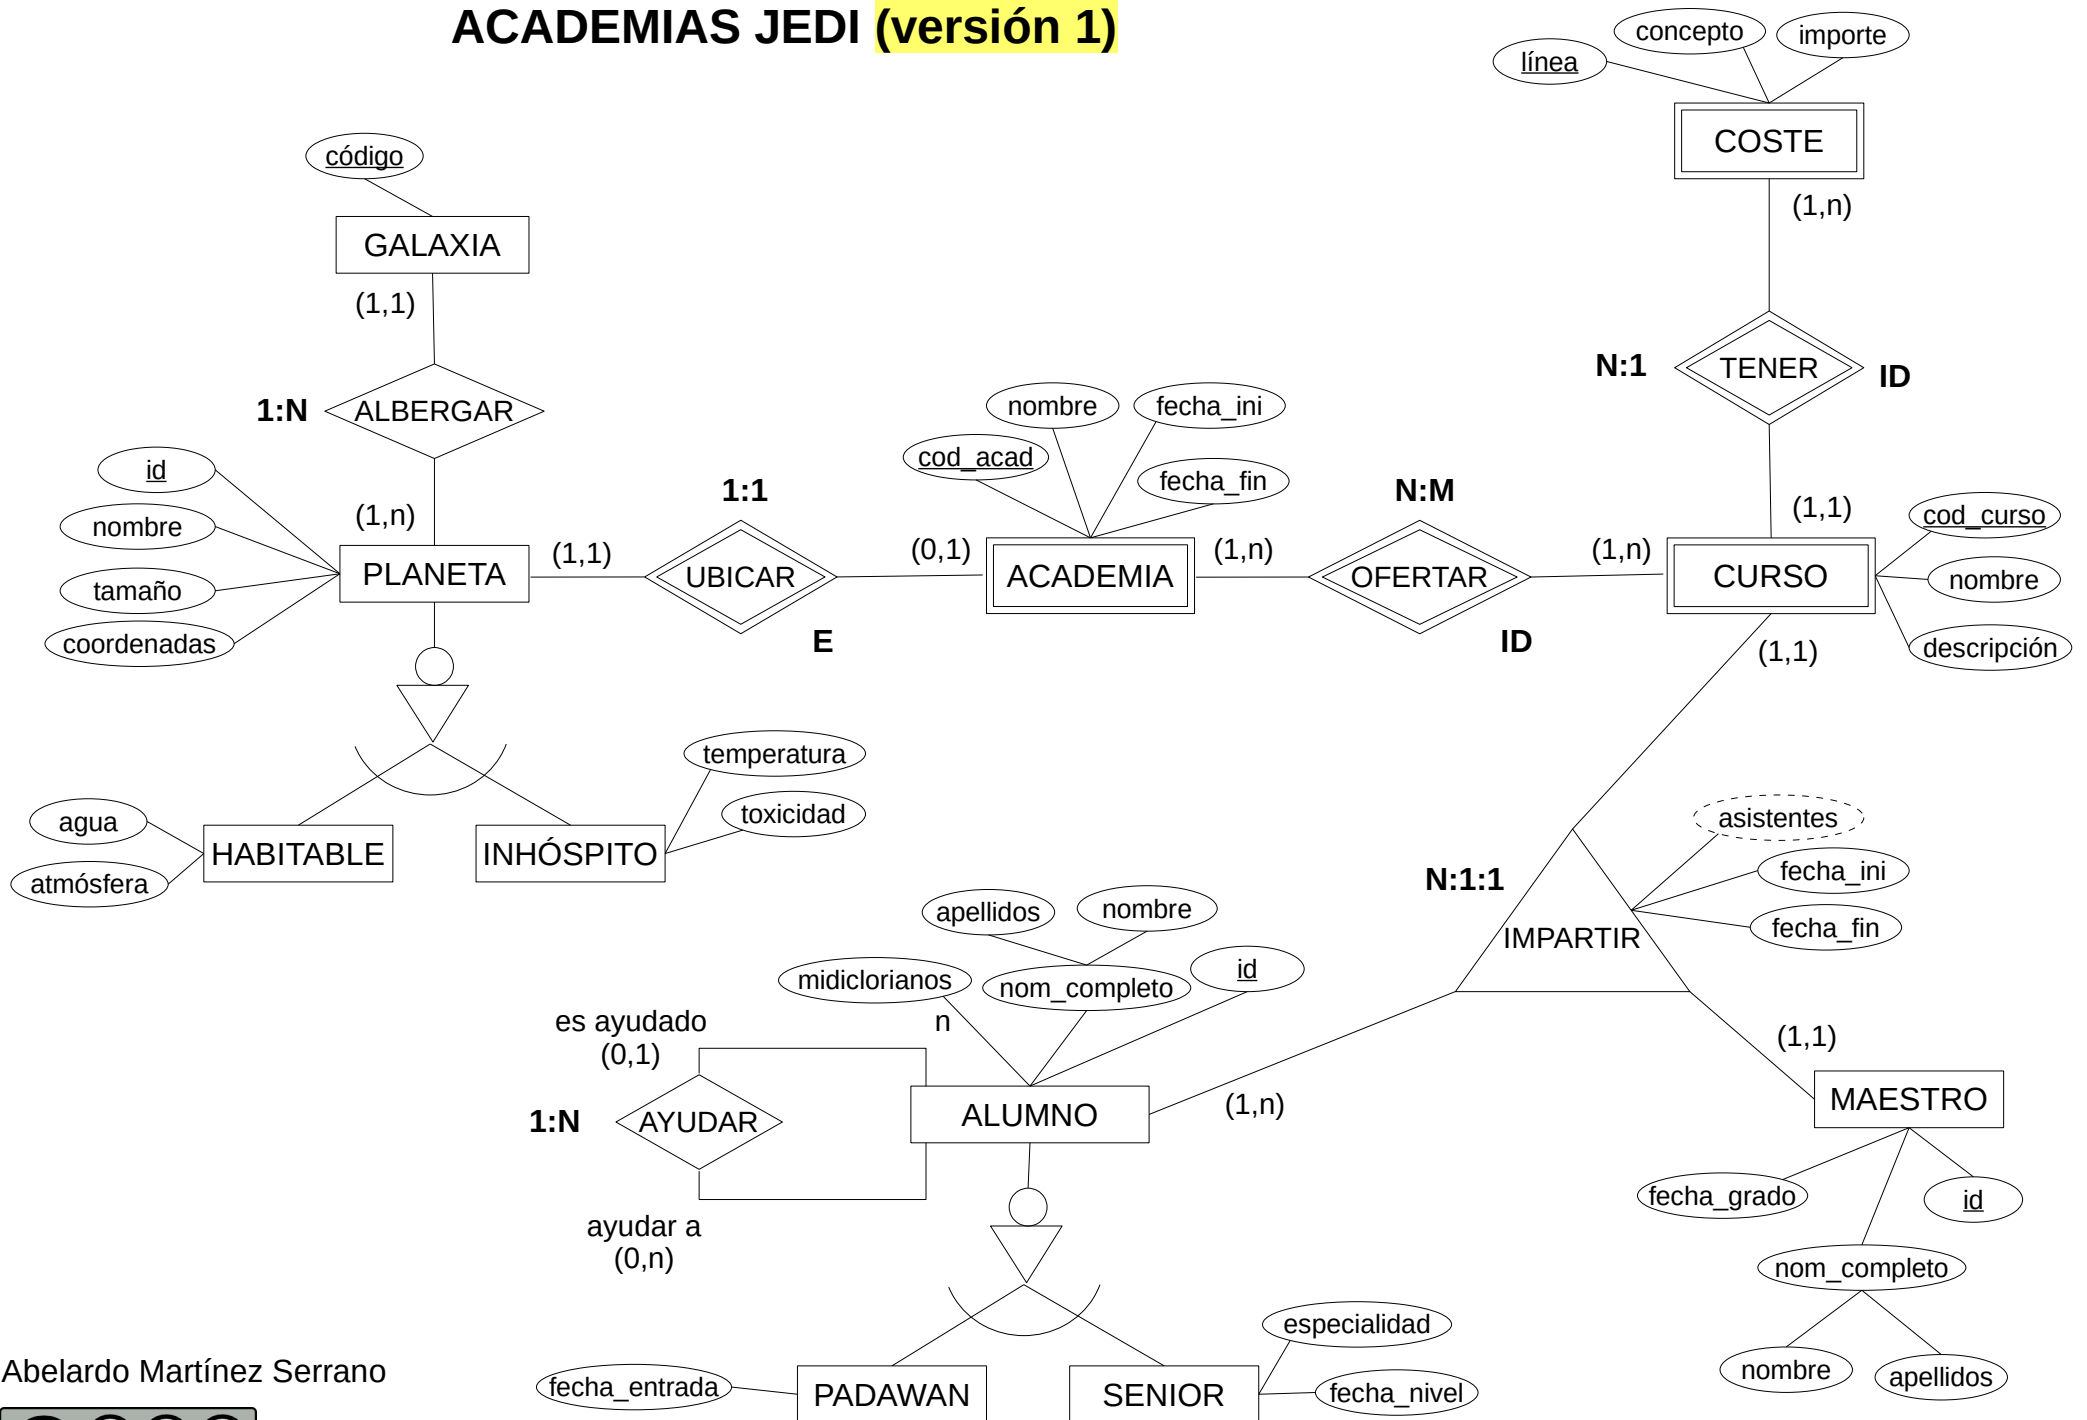 ACADEMIAS JEDI (versión 1)
concepto
importe
línea
COSTE
(1,n)
código
GALAXIA
(1,1)
1:N
ALBERGAR
N:1
TENER
ID
id
nombre
tamaño
coordenadas
(1,n)
PLANETA
(1,1)
1:1
UBICAR
E
(0,1)
nombre
fecha_ini
cod_acad
fecha_fin
ACADEMIA
(1,n)
N:M
OFERTAR
ID
(1,n)
(1,1)
CURSO
cod_curso
nombre
descripción
(1,1)
temperatura
toxicidad
agua
atmósfera
HABITABLE
INHÓSPITO
asistentes
fecha_ini
fecha_fin
N:1:1
IMPARTIR
apellidos
nombre
midiclorianos
nom_completo
id
n
es ayudado
(0,1)
1:N
AYUDAR
ALUMNO
(1,n)
(1,1)
MAESTRO
ayudar a
(0,n)
fecha_grado
id
nom_completo
nombre
apellidos
especialidad
fecha_entrada
PADAWAN
SENIOR
fecha_nivel
Abelardo Martínez Serrano